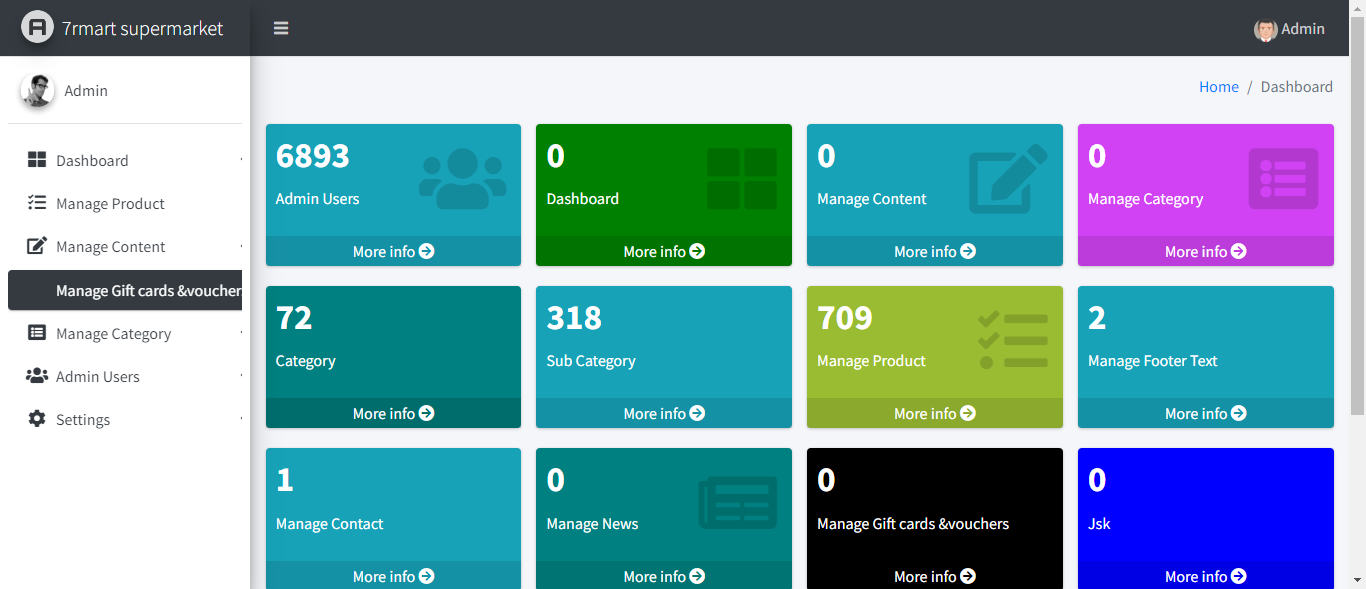 7rmart supermarket
Admin
Admin
Home / Dashboard
Dashboard
Manage Product
Manage Content
Manage Gift cards &voucher
Manage Category
Admin Users
Settings
6893
Admin Users
More info
0
Dashboard
More info
0
Manage Content
More info
0
Manage Category
More info
72
Category
More info
318
Sub Category
More info
709
Manage Product
More info
2
Manage Footer Text
More info
1
Manage Contact
More info
0
Manage News
More info
0
Manage Gift cards &vouchers
More info
0
Jsk
More info